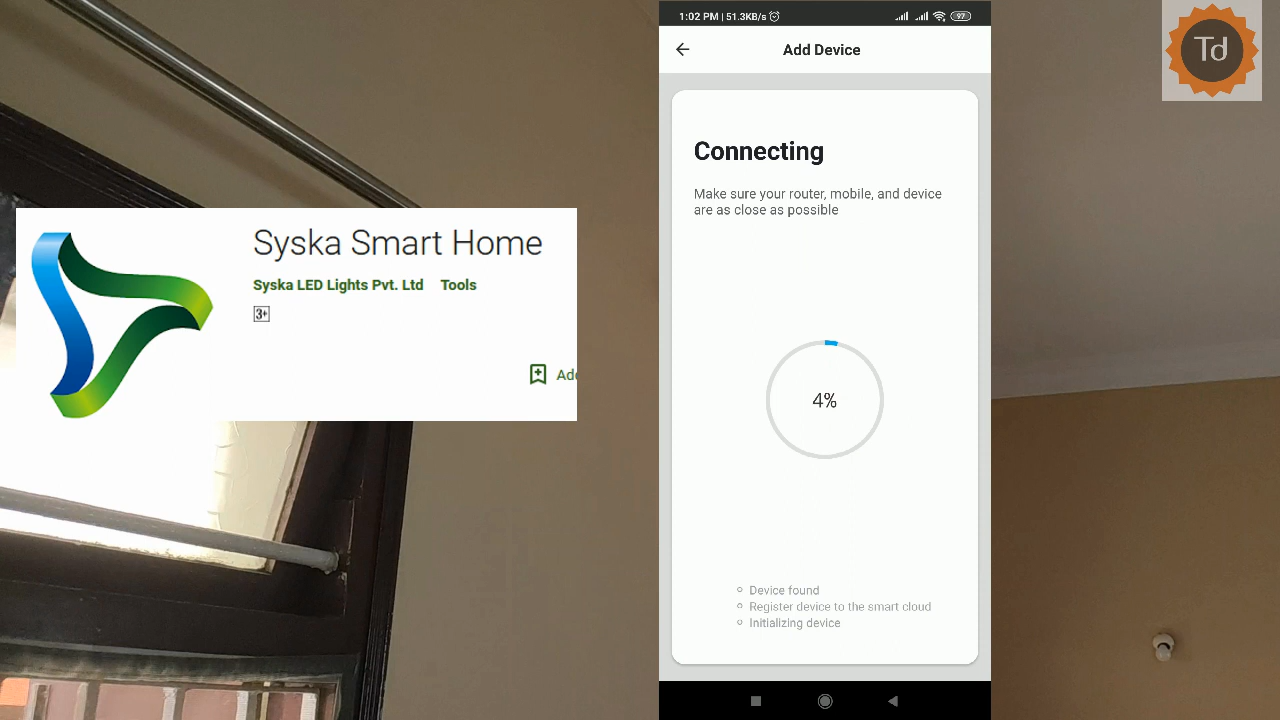 Syska Smart Home
Syska LED Lights Pvt. Ltd Tools
3+
Add
1:02 PM | 51.3KB/s 97
Add Device
Connecting
Make sure your router, mobile, and device
are as close as possible
4%
Device found
Register device to the smart cloud
Initializing device
Td